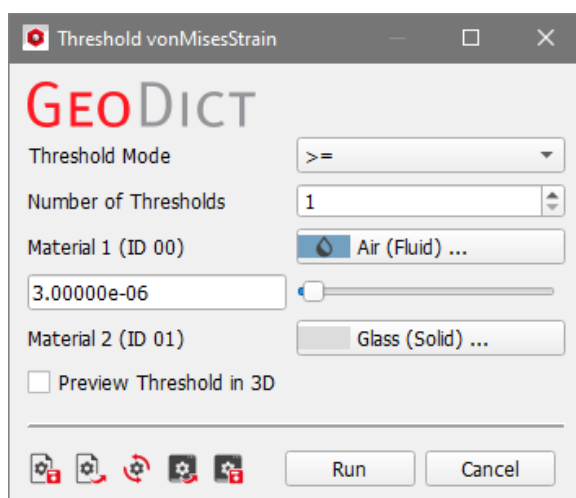 Threshold vonMisesStrain
GEODICT
Threshold Mode >=
Number of Thresholds 1
Material 1 (ID 00) Air (Fluid) ...
3.00000e-06
Material 2 (ID 01) Glass (Solid) ...
Preview Threshold in 3D
Run Cancel